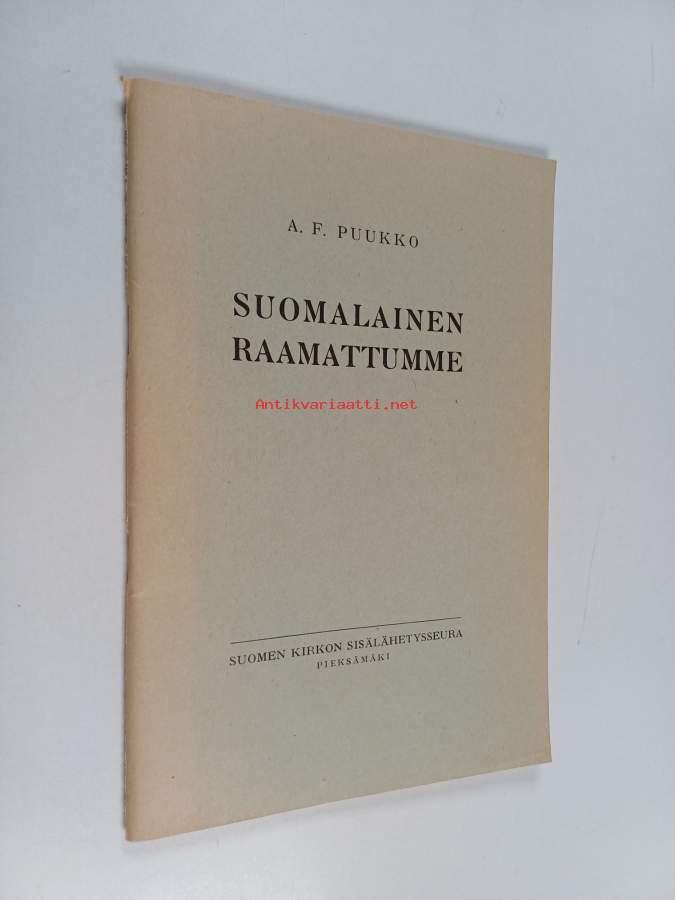 A. F. PUUKKO
SUOMALAINEN
RAAMATTUMME
Antikvariaatti.net
SUOMEN KIRKON SISÄLÄHETYSSEURA
PIEKSÄMÄKI